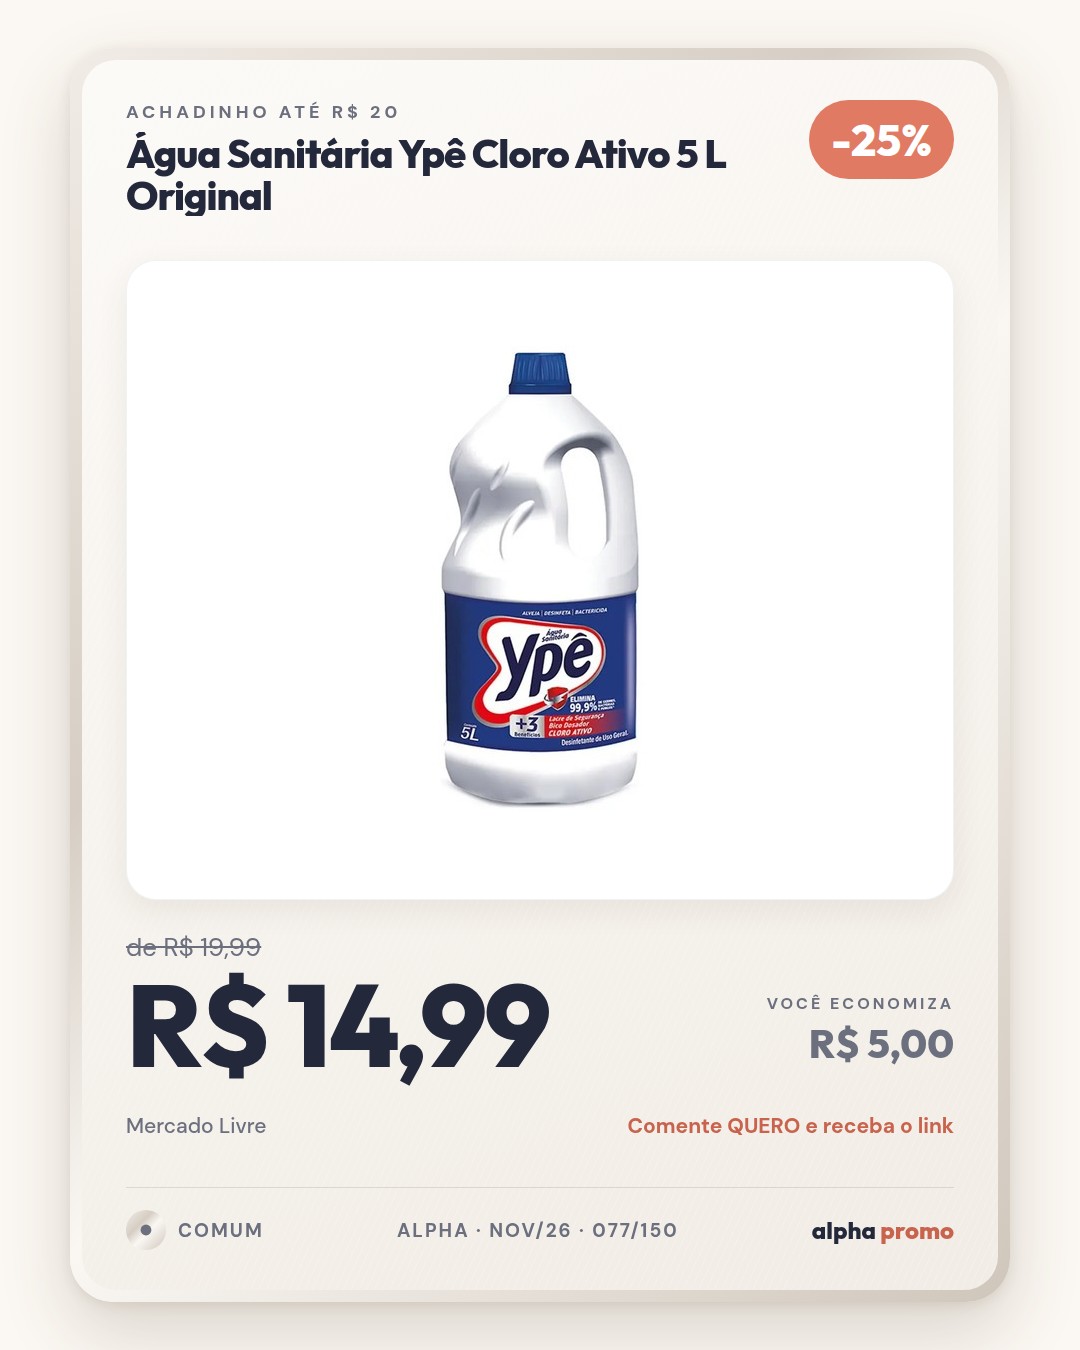 ACHADINHO ATÉ R$ 20
Água Sanitária Ypê Cloro Ativo 5 L
Original
-25%
ALVEJA | DESINFETA | BACTERICIDA
Água
Sanitária
Ypê
ELIMINA
99,9%
+3
Benefícios
Lacre de Segurança
Bico Dosador
CLORO ATIVO
5L
Desinfetante de Uso Geral.
de R$ 19,99
R$ 14,99
VOCÊ ECONOMIZA
R$ 5,00
Mercado Livre
Comente QUERO e receba o link
COMUM
ALPHA · NOV/26 · 077/150
alpha promo